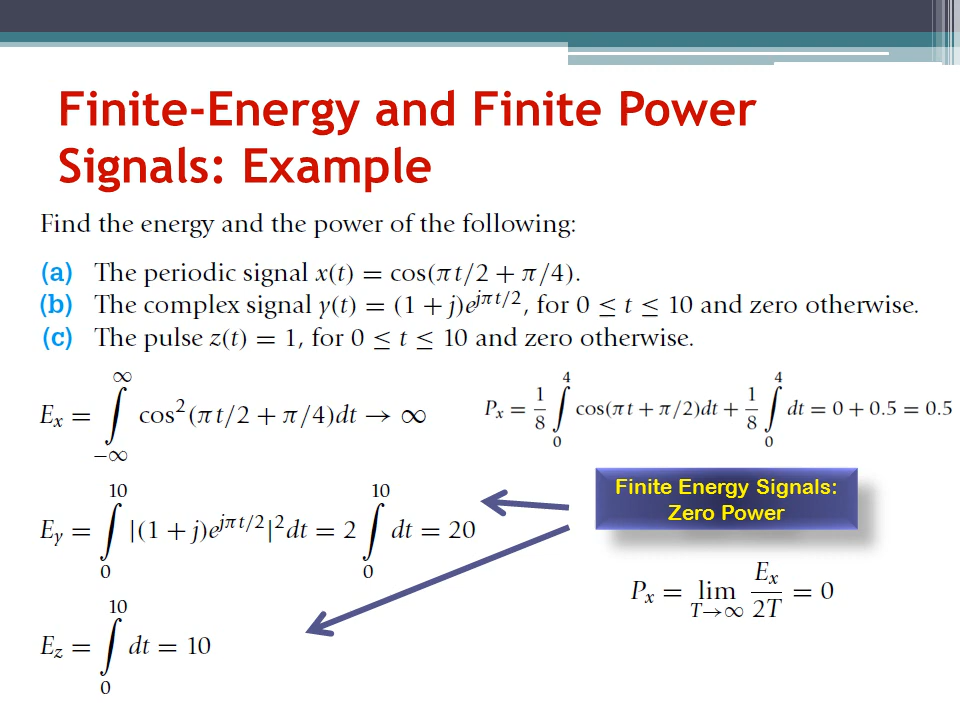 Finite-Energy and Finite Power
Signals: Example
Find the energy and the power of the following:
(a) The periodic signal x(t) = cos(πt/2 + π/4).
(b) The complex signal y(t) = (1 + j)e^{jπt/2}, for 0 ≤ t ≤ 10 and zero otherwise.
(c) The pulse z(t) = 1, for 0 ≤ t ≤ 10 and zero otherwise.
E_x = ∫_{-∞}^{∞} cos²(πt/2 + π/4)dt → ∞
P_x = 1/8 ∫_0^4 cos(πt + π/2)dt + 1/8 ∫_0^4 dt = 0 + 0.5 = 0.5
Finite Energy Signals:
Zero Power
E_y = ∫_0^{10} |(1 + j)e^{jπt/2}|² dt = 2 ∫_0^{10} dt = 20
P_x = lim_{T→∞} E_x/2T = 0
E_z = ∫_0^{10} dt = 10